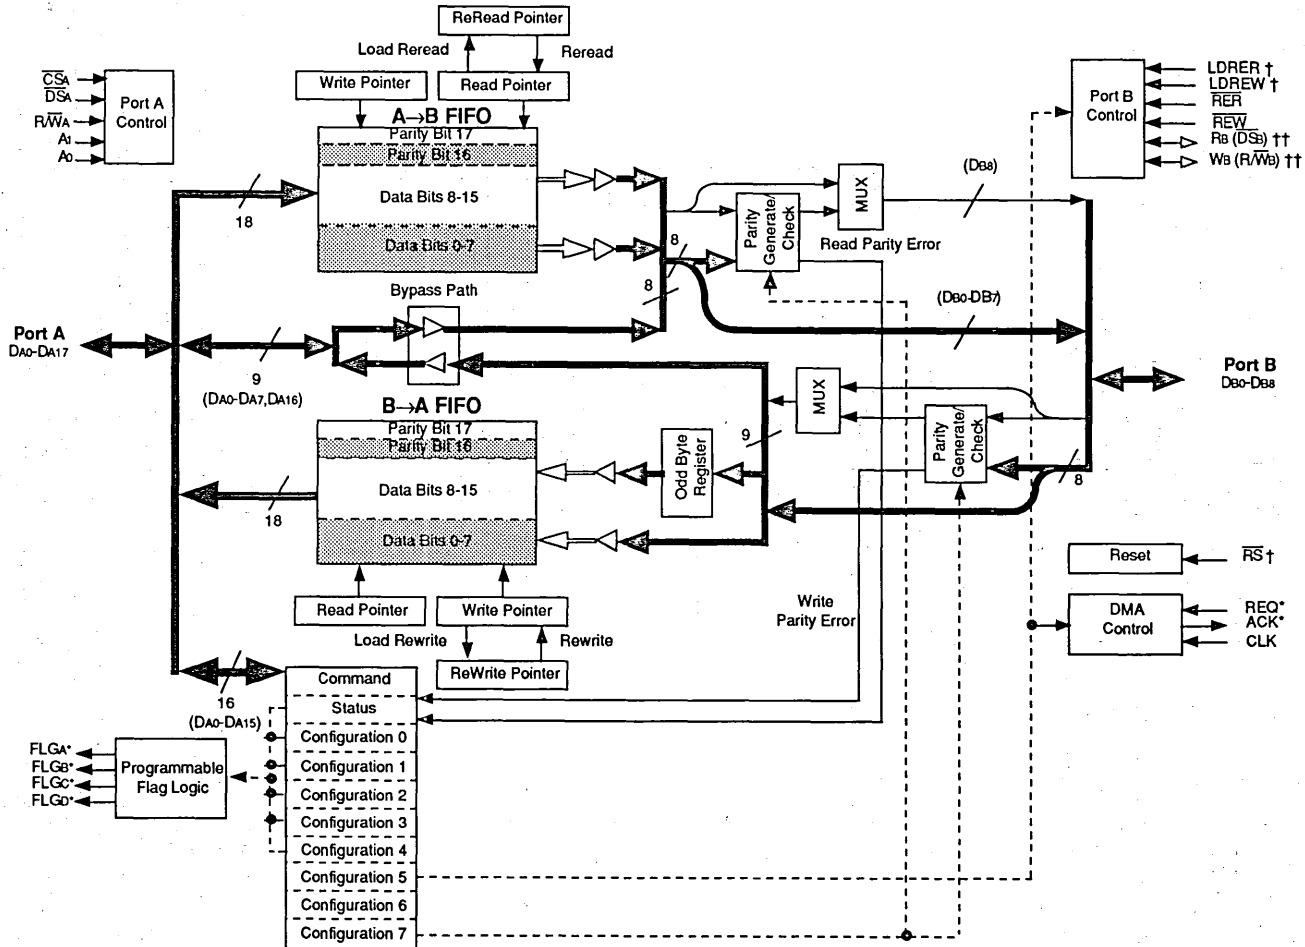 ReRead Pointer
Load Reread
Reread
Write Pointer
Read Pointer
CSA
DSA
R/WA
A1
A0
Port A
Control
A→B FIFO
Parity Bit 17
Parity Bit 16
Data Bits 8-15
Data Bits 0-7
18
Port B
Control
LDRER †
LDREW †
RER
REW
RB (DSB) ††
WB (R/WB) ††
MUX
(DB8)
Parity
Generate/
Check
Read Parity Error
8
8
Bypass Path
(DB0-DB7)
Port A
DA0-DA17
9
(DA0-DA7,DA16)
Port B
DB0-DB8
B→A FIFO
Parity Bit 17
Parity Bit 16
Data Bits 8-15
Data Bits 0-7
18
MUX
9
Odd Byte
Register
Parity
Generate/
Check
8
Read Pointer
Write Pointer
Load Rewrite
Rewrite
ReWrite Pointer
Write
Parity Error
Reset
RS †
DMA
Control
REQ*
ACK*
CLK
16
(DA0-DA15)
Command
Status
Configuration 0
Configuration 1
Configuration 2
Configuration 3
Configuration 4
Configuration 5
Configuration 6
Configuration 7
FLGA*
FLGB*
FLGC*
FLGD*
Programmable
Flag Logic